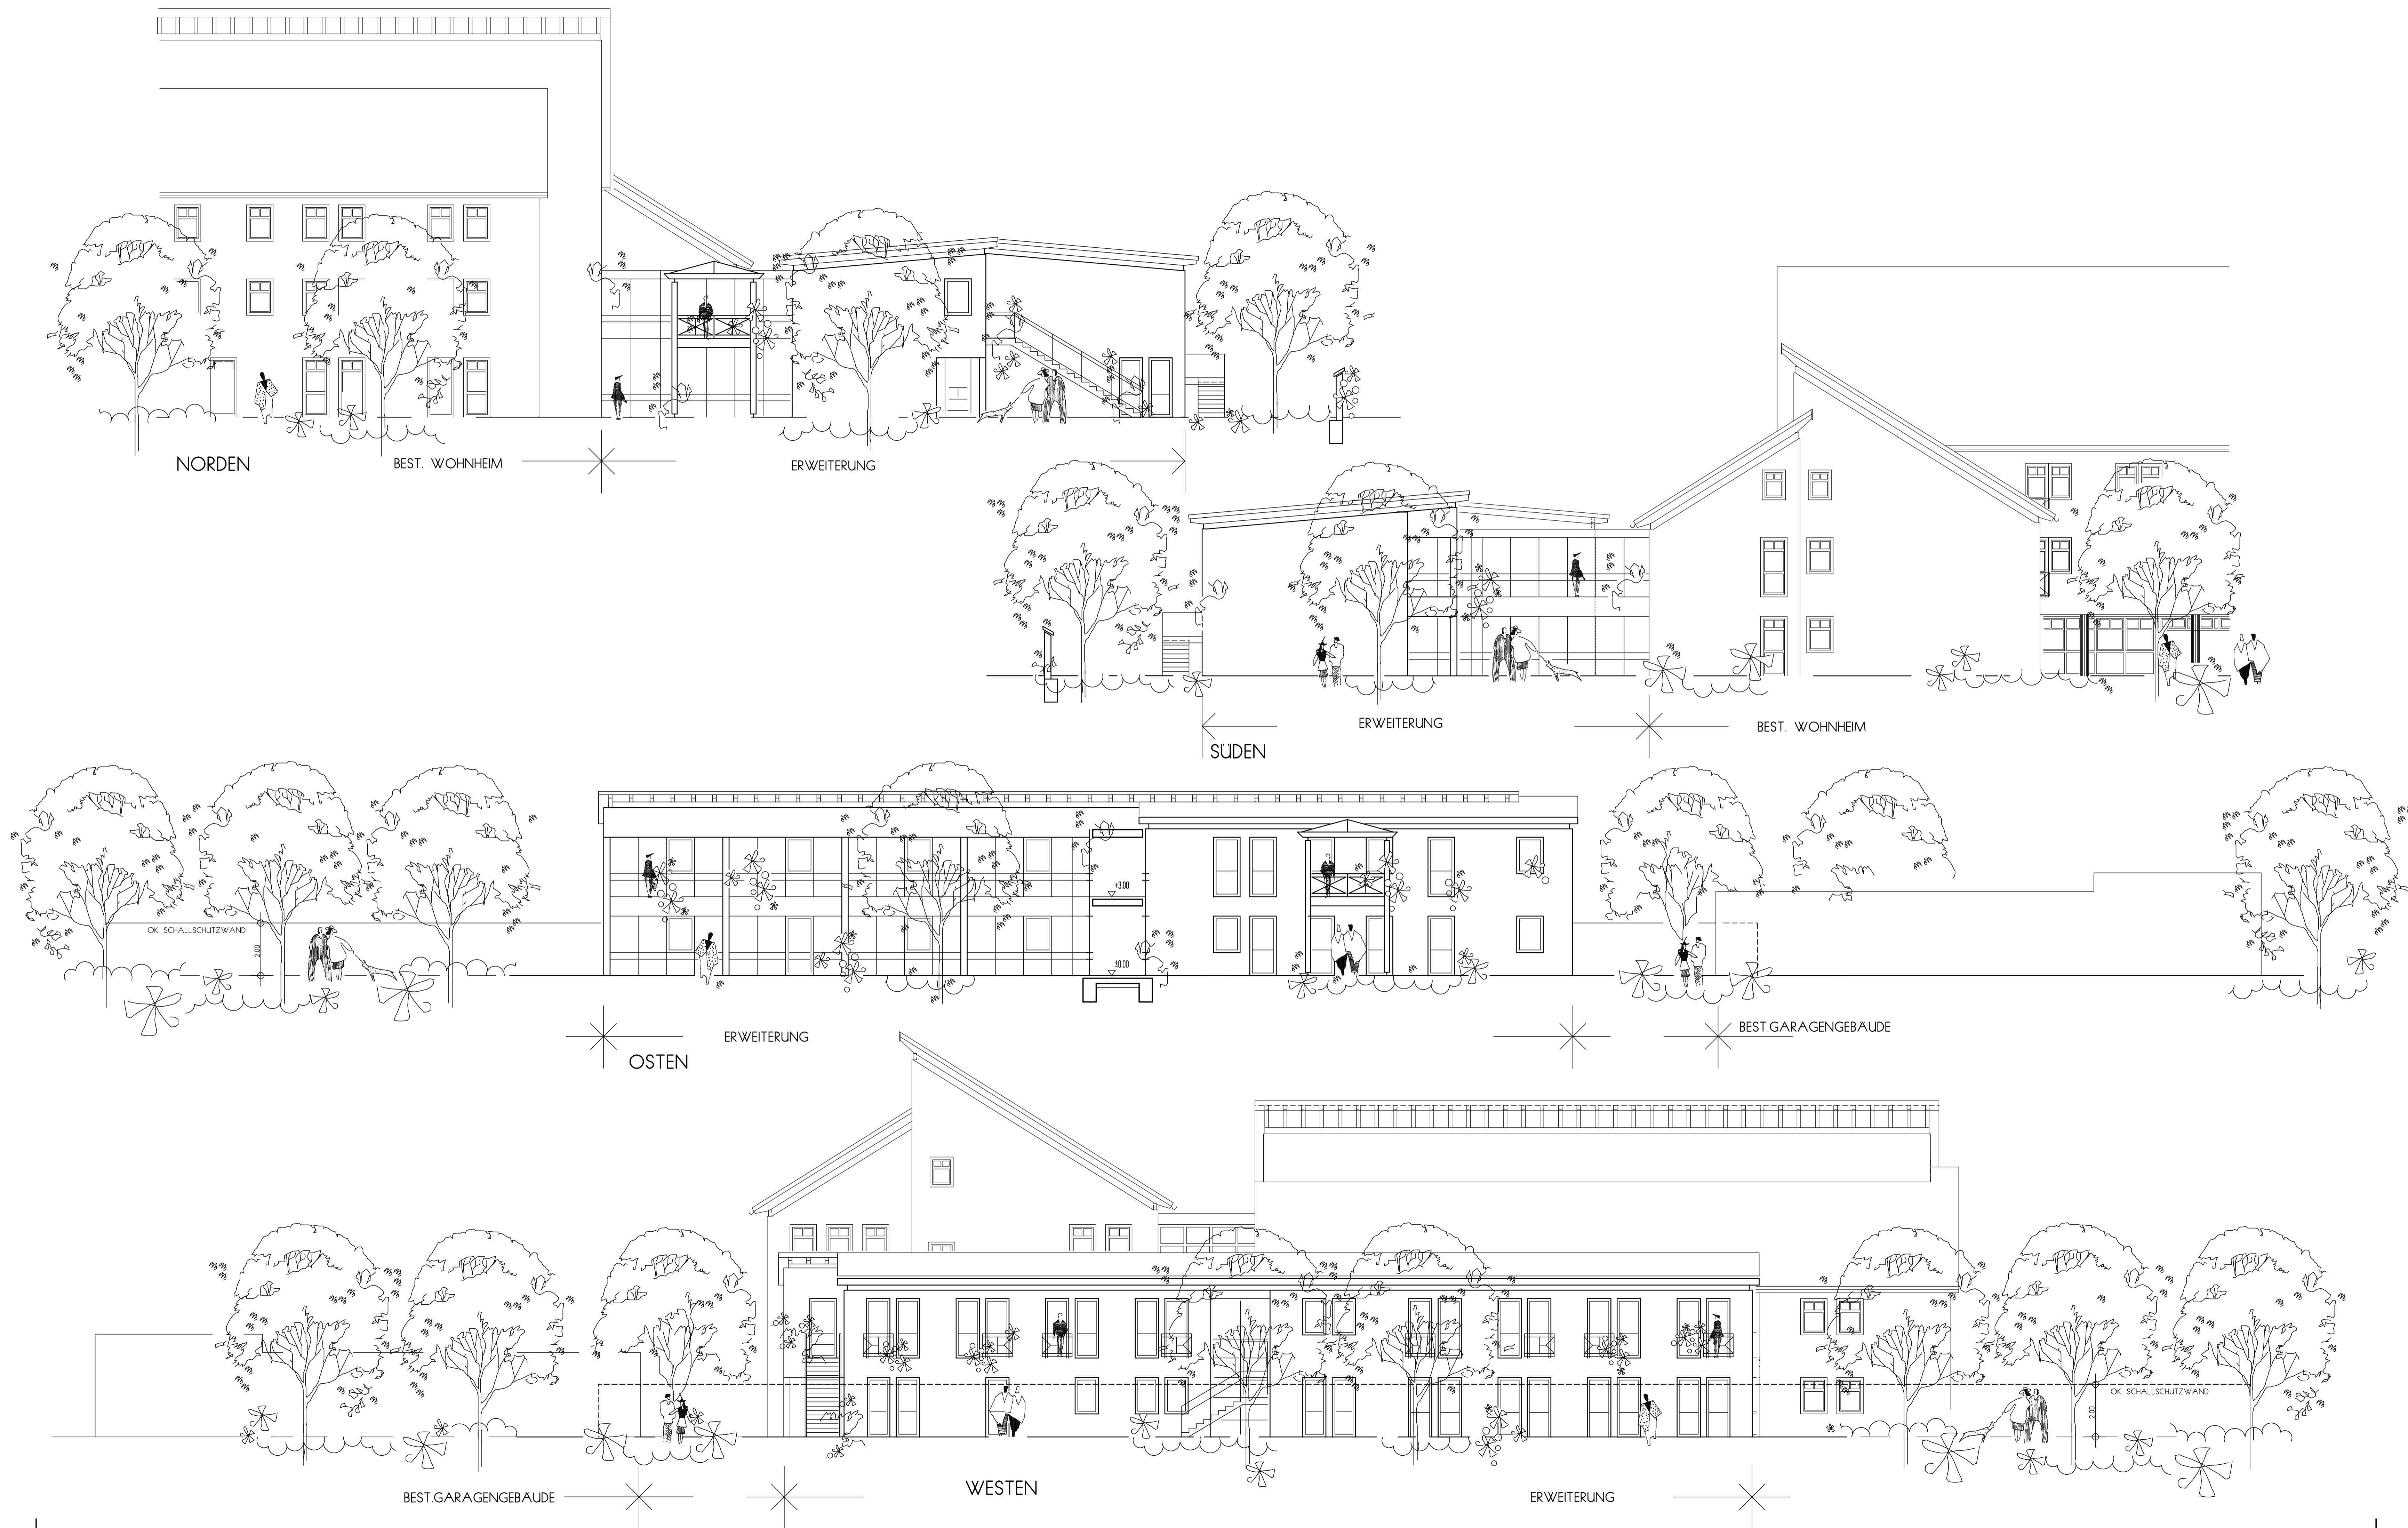 NORDEN
BEST. WOHNHEIM
ERWEITERUNG
ERWEITERUNG
BEST. WOHNHEIM
SÜDEN
OK SCHALLSCHUTZWAND
2.00
+3.00
±0.00
ERWEITERUNG
BEST.GARAGENGEBÄUDE
OSTEN
OK SCHALLSCHUTZWAND
2.00
BEST.GARAGENGEBÄUDE
WESTEN
ERWEITERUNG